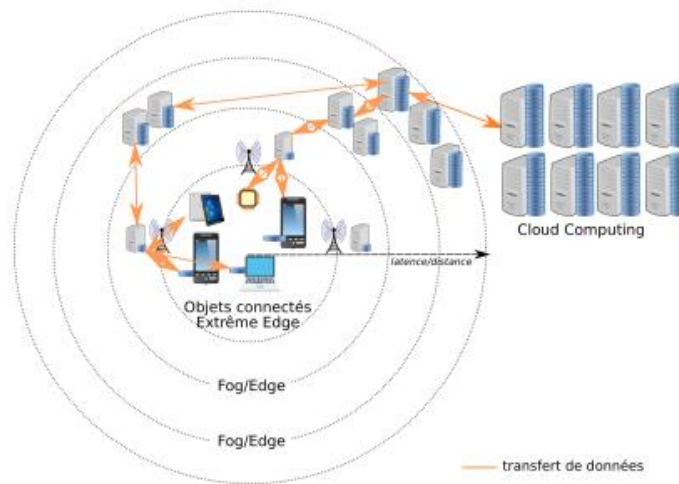 Cloud Computing
latence/distance
Objets connectés
Extrême Edge
Fog/Edge
Fog/Edge
transfert de données